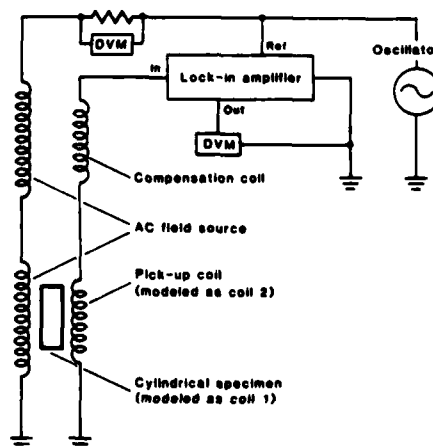 DVM
Ref
Oscillator
In
Lock-in amplifier
Out
DVM
Compensation coil
AC field source
Pick-up coil
(modeled as coil 2)
Cylindrical specimen
(modeled as coil 1)